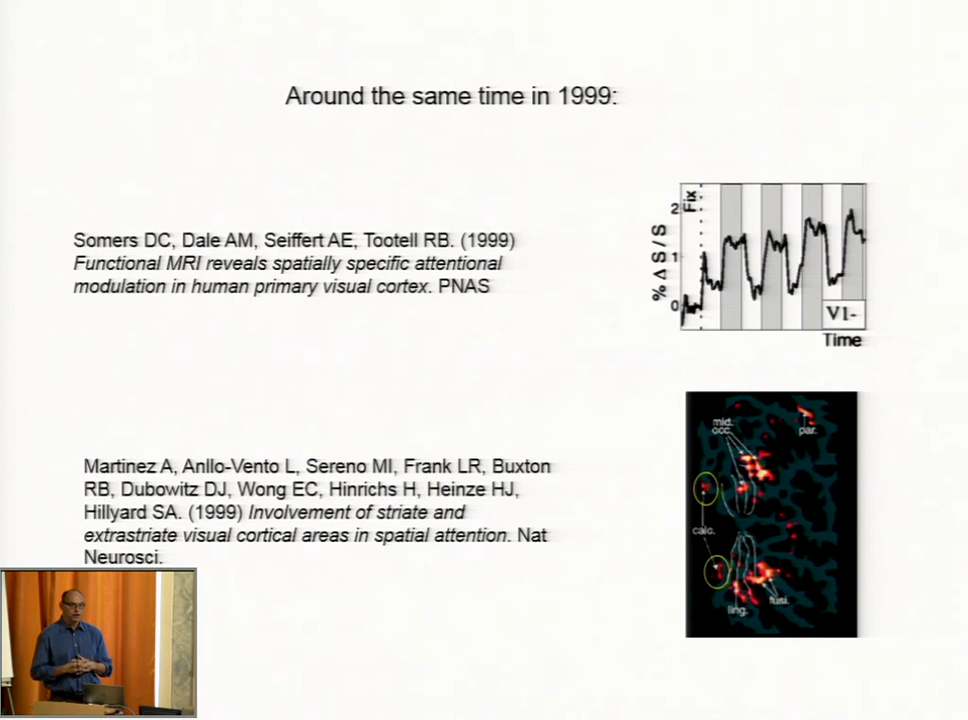 Around the same time in 1999:
Somers DC, Dale AM, Seiffert AE, Tootell RB. (1999)
Functional MRI reveals spatially specific attentional
modulation in human primary visual cortex. PNAS
% Δ S / S
2
1
0
Fix
V1-
Time
Martinez A, Anllo-Vento L, Sereno MI, Frank LR, Buxton
RB, Dubowitz DJ, Wong EC, Hinrichs H, Heinze HJ,
Hillyard SA. (1999) Involvement of striate and
extrastriate visual cortical areas in spatial attention. Nat
Neurosci.
mid.
occ.
par.
calc.
ling.
fusi.